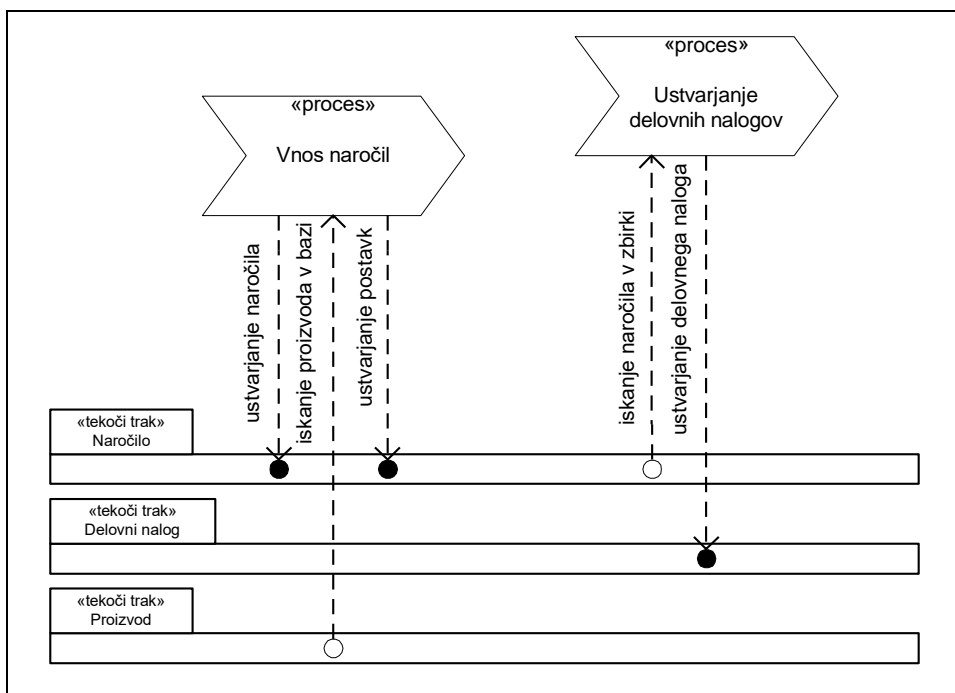 «proces»
Vnos naročil
«proces»
Ustvarjanje
delovnih nalogov
ustvarjanje naročila
iskanje proizvoda v bazi
ustvarjanje postavk
iskanje naročila v zbirki
ustvarjanje delovnega naloga
«tekoči trak»
Naročilo
«tekoči trak»
Delovni nalog
«tekoči trak»
Proizvod